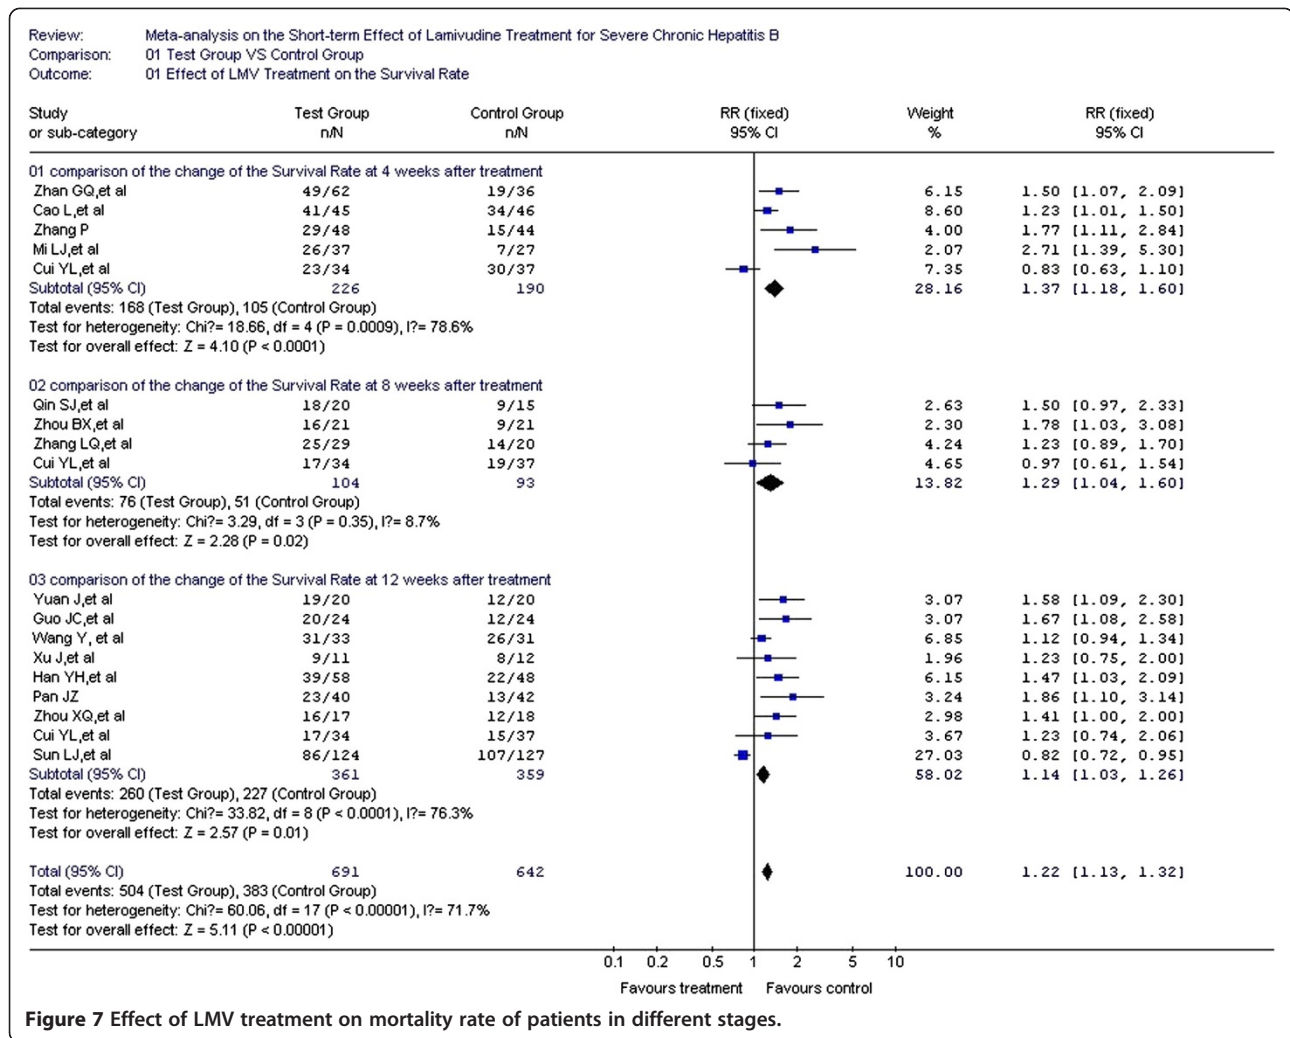 Review: Meta-analysis on the Short-term Effect of Lamivudine Treatment for Severe Chronic Hepatitis B
Comparison: 01 Test Group VS Control Group
Outcome: 01 Effect of LMV Treatment on the Survival Rate
Study Test Group Control Group RR (fixed) Weight RR (fixed)
or sub-category n/N n/N 95% CI % 95% CI
01 comparison of the change of the Survival Rate at 4 weeks after treatment
Zhan GQ,et al 49/62 19/36 6.15 1.50 [1.07, 2.09]
Cao L,et al 41/45 34/46 8.60 1.23 [1.01, 1.50]
Zhang P 29/48 15/44 4.00 1.77 [1.11, 2.84]
Mi LJ,et al 26/37 7/27 2.07 2.71 [1.39, 5.30]
Cui YL,et al 23/34 30/37 7.35 0.83 [0.63, 1.10]
Subtotal (95% CI) 226 190 28.16 1.37 [1.18, 1.60]
Total events: 168 (Test Group), 105 (Control Group)
Test for heterogeneity: Chi?= 18.66, df = 4 (P = 0.0009), I?= 78.6%
Test for overall effect: Z = 4.10 (P < 0.0001)
02 comparison of the change of the Survival Rate at 8 weeks after treatment
Qin SJ,et al 18/20 9/15 2.63 1.50 [0.97, 2.33]
Zhou BX,et al 16/21 9/21 2.30 1.78 [1.03, 3.08]
Zhang LQ,et al 25/29 14/20 4.24 1.23 [0.89, 1.70]
Cui YL,et al 17/34 19/37 4.65 0.97 [0.61, 1.54]
Subtotal (95% CI) 104 93 13.82 1.29 [1.04, 1.60]
Total events: 76 (Test Group), 51 (Control Group)
Test for heterogeneity: Chi?= 3.29, df = 3 (P = 0.35), I?= 8.7%
Test for overall effect: Z = 2.28 (P = 0.02)
03 comparison of the change of the Survival Rate at 12 weeks after treatment
Yuan J,et al 19/20 12/20 3.07 1.58 [1.09, 2.30]
Guo JC,et al 20/24 12/24 3.07 1.67 [1.08, 2.58]
Wang Y, et al 31/33 26/31 6.85 1.12 [0.94, 1.34]
Xu J,et al 9/11 8/12 1.96 1.23 [0.75, 2.00]
Han YH,et al 39/58 22/48 6.15 1.47 [1.03, 2.09]
Pan JZ 23/40 13/42 3.24 1.86 [1.10, 3.14]
Zhou XQ,et al 16/17 12/18 2.98 1.41 [1.00, 2.00]
Cui YL,et al 17/34 15/37 3.67 1.23 [0.74, 2.06]
Sun LJ,et al 86/124 107/127 27.03 0.82 [0.72, 0.95]
Subtotal (95% CI) 361 359 58.02 1.14 [1.03, 1.26]
Total events: 260 (Test Group), 227 (Control Group)
Test for heterogeneity: Chi?= 33.82, df = 8 (P < 0.0001), I?= 76.3%
Test for overall effect: Z = 2.57 (P = 0.01)
Total (95% CI) 691 642 100.00 1.22 [1.13, 1.32]
Total events: 504 (Test Group), 383 (Control Group)
Test for heterogeneity: Chi?= 60.06, df = 17 (P < 0.00001), I?= 71.7%
Test for overall effect: Z = 5.11 (P < 0.00001)
0.1 0.2 0.5 1 2 5 10
Favours treatment Favours control
Figure 7 Effect of LMV treatment on mortality rate of patients in different stages.